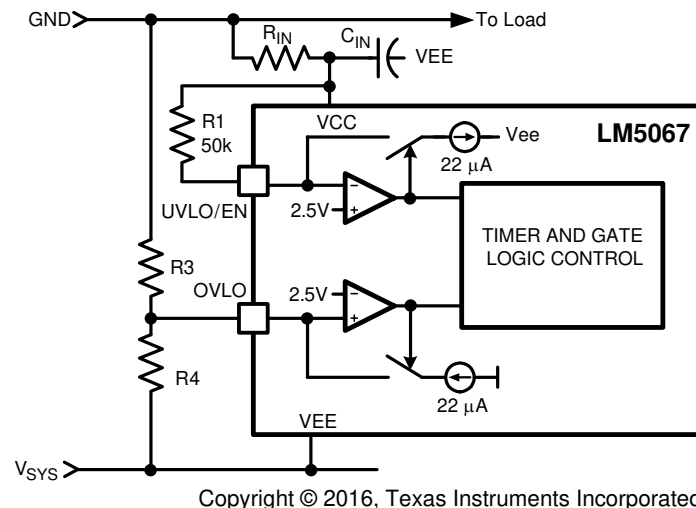 GND
To Load
RIN
CIN
VEE
R1
50k
VCC
LM5067
Vee
22 μA
UVLO/EN
2.5V
TIMER AND GATE
LOGIC CONTROL
R3
OVLO
2.5V
R4
22 μA
VEE
VSYS
Copyright © 2016, Texas Instruments Incorporated